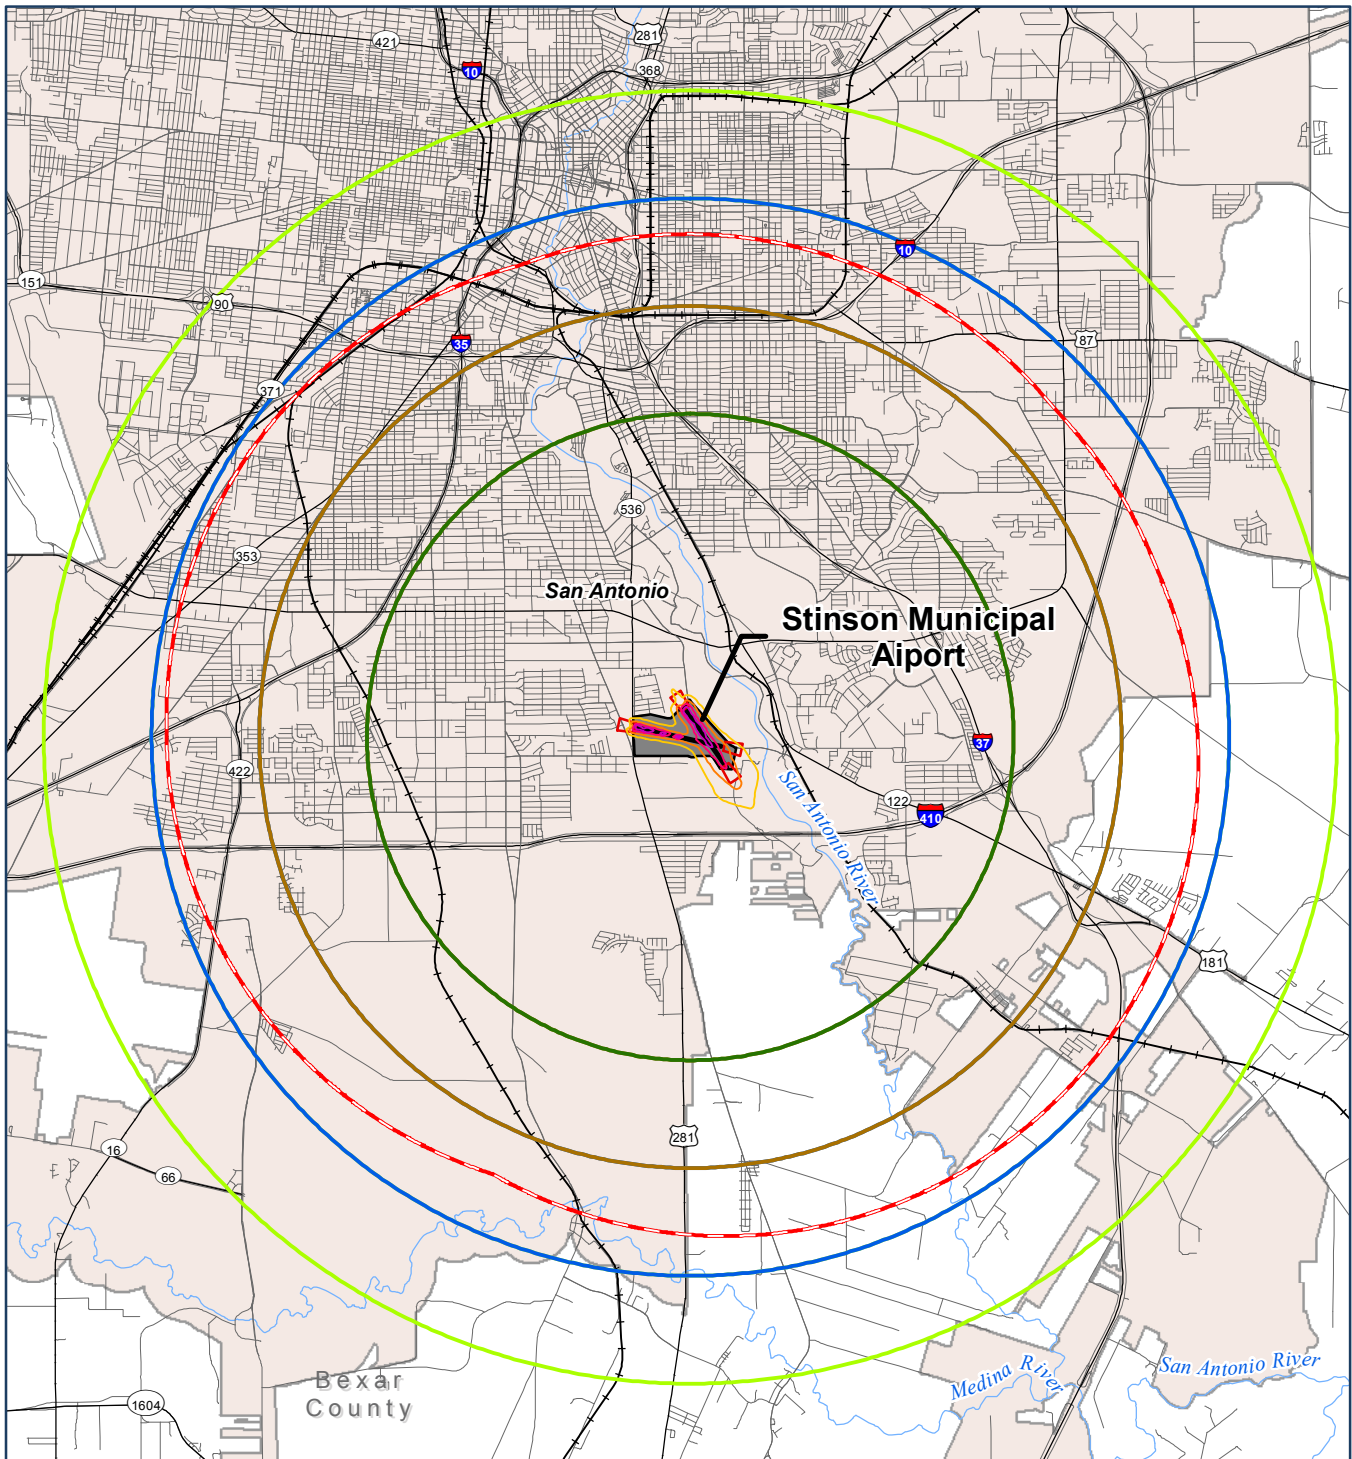 421
281
10
368
10
151
90
87
35
371
536
353
San Antonio
Stinson Municipal
Aiport
37
422
122
410
San Antonio River
181
281
16
66
Bexar
County
Medina River
San Antonio River
1604